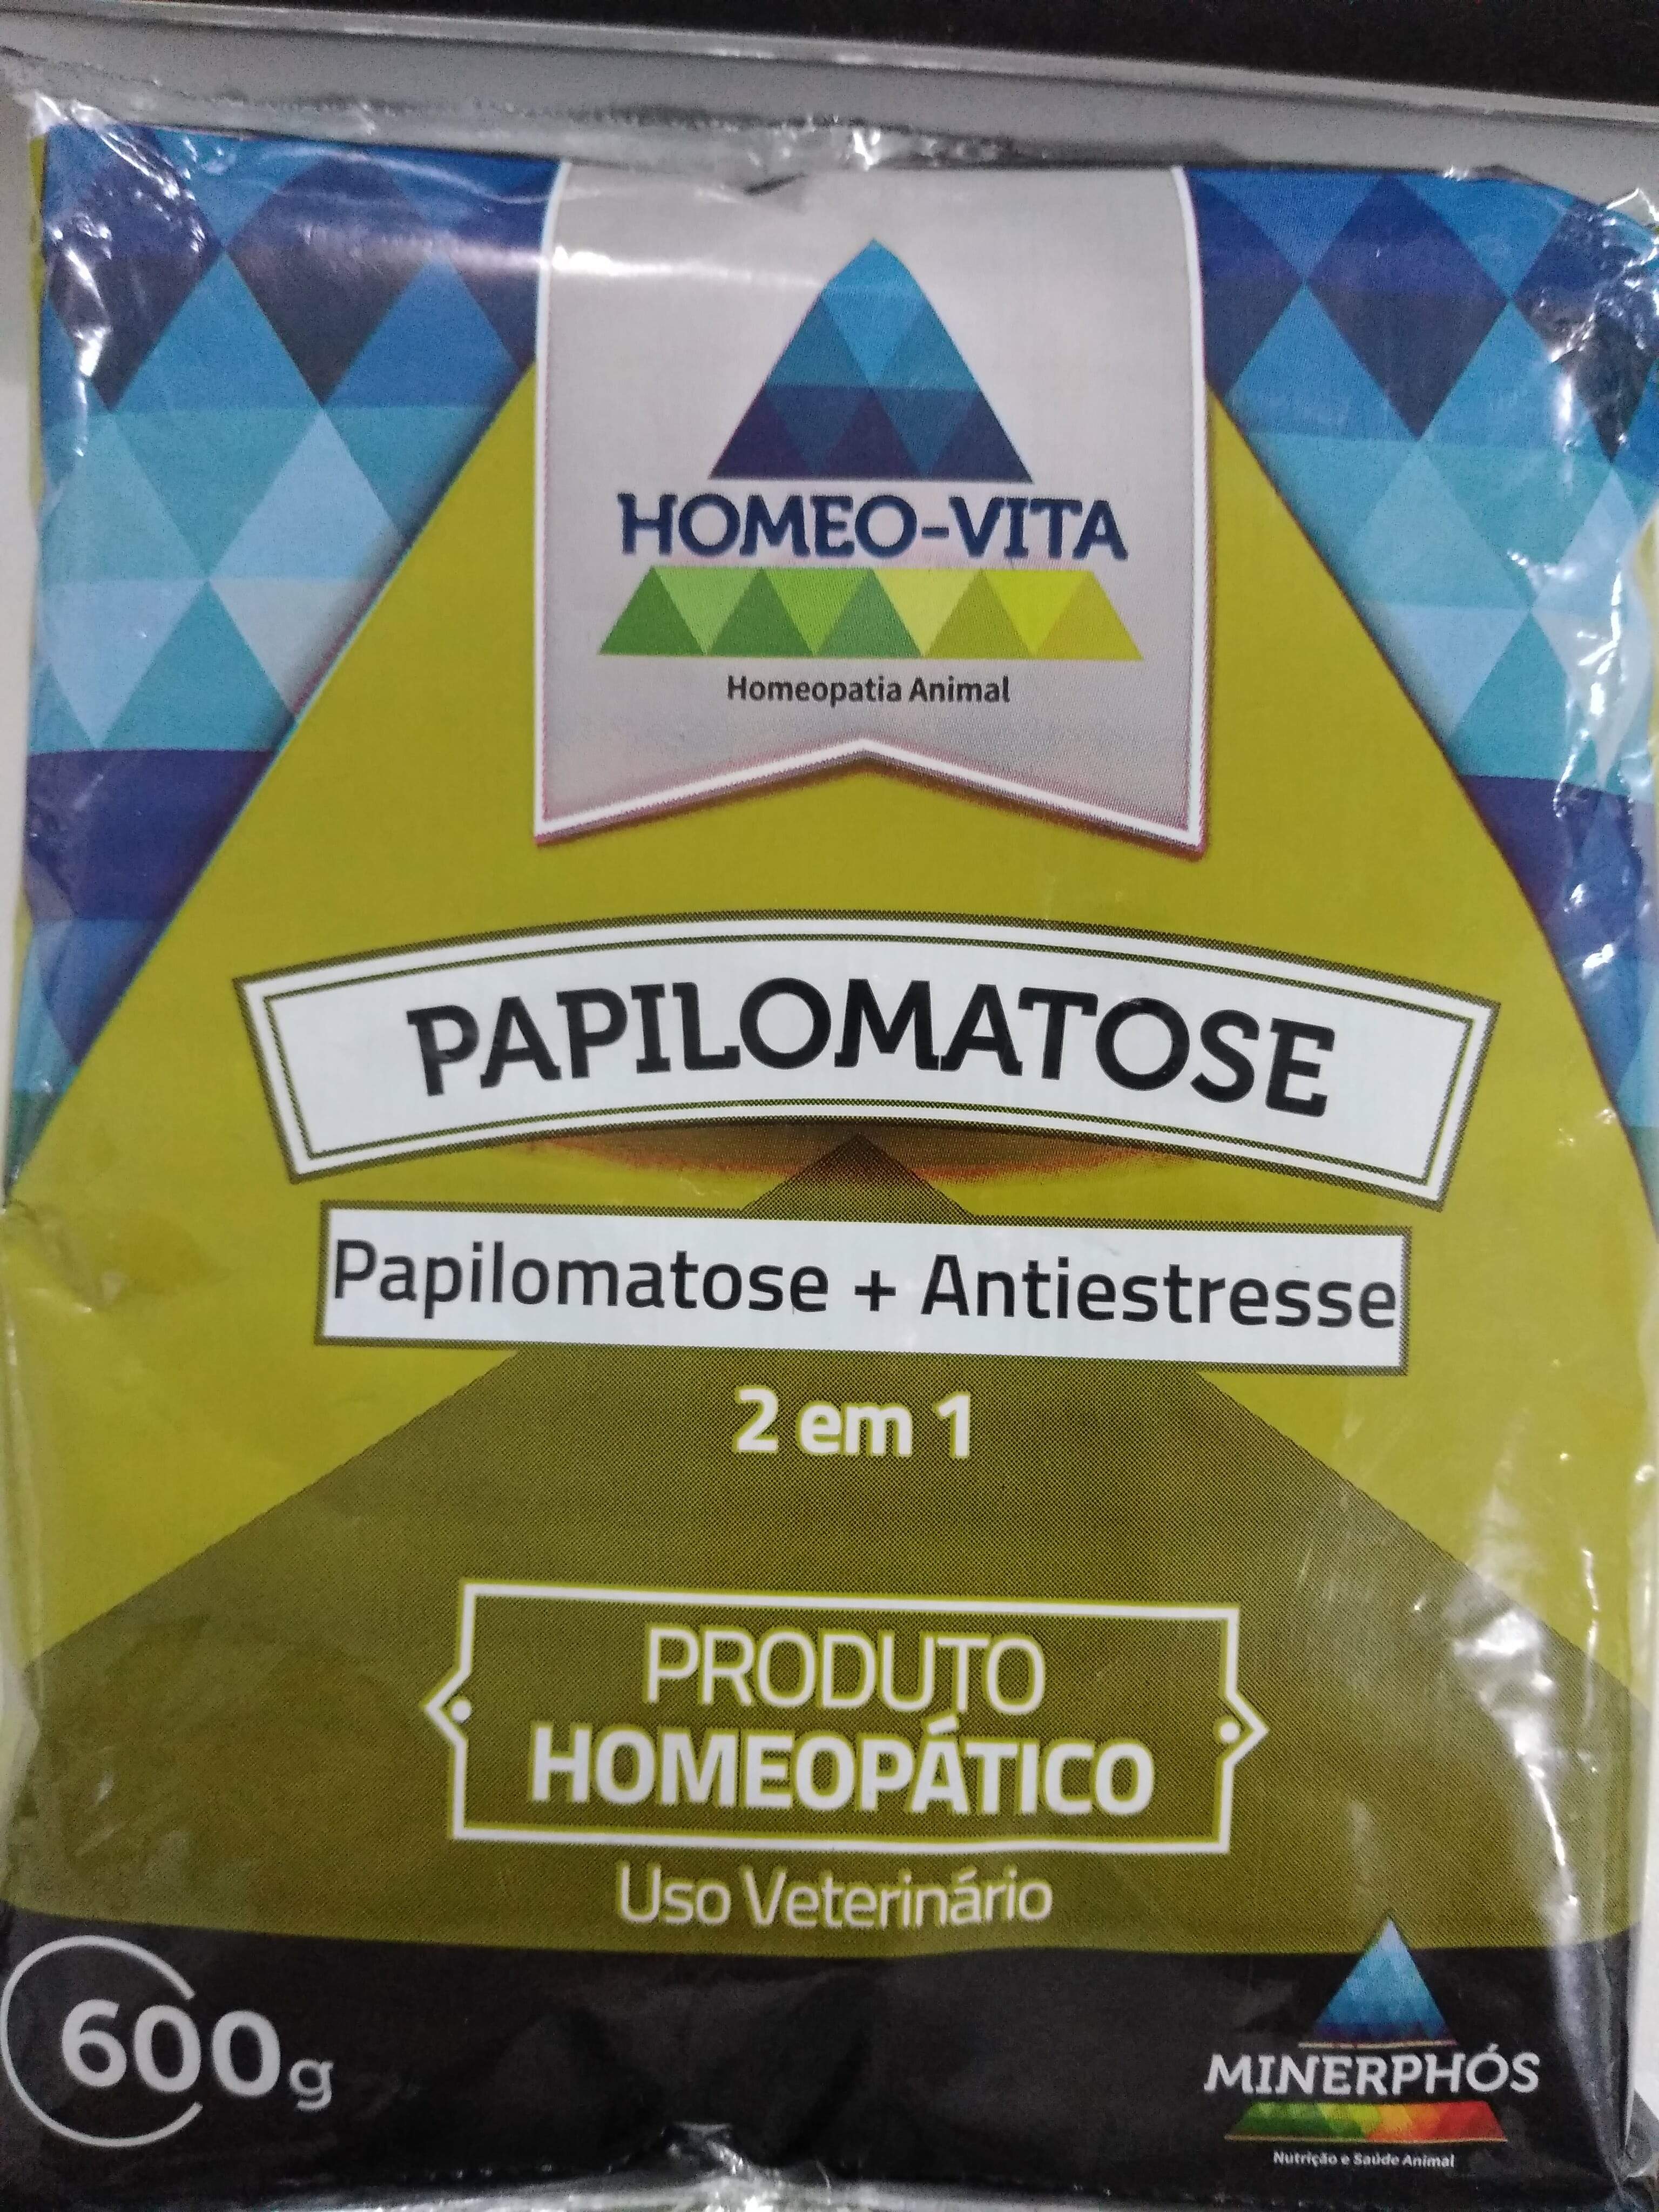 HOMEO-VITA
Homeopatia Animal
PAPILOMATOSE
Papilomatose + Antiestresse
2 em 1
PRODUTO
HOMEOPÁTICO
Uso Veterinário
600g
MINERPHÓS
Nutrição e Saúde Animal